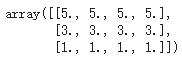 array([[5., 5., 5., 5.],
[3., 3., 3., 3.],
[1., 1., 1., 1.]])